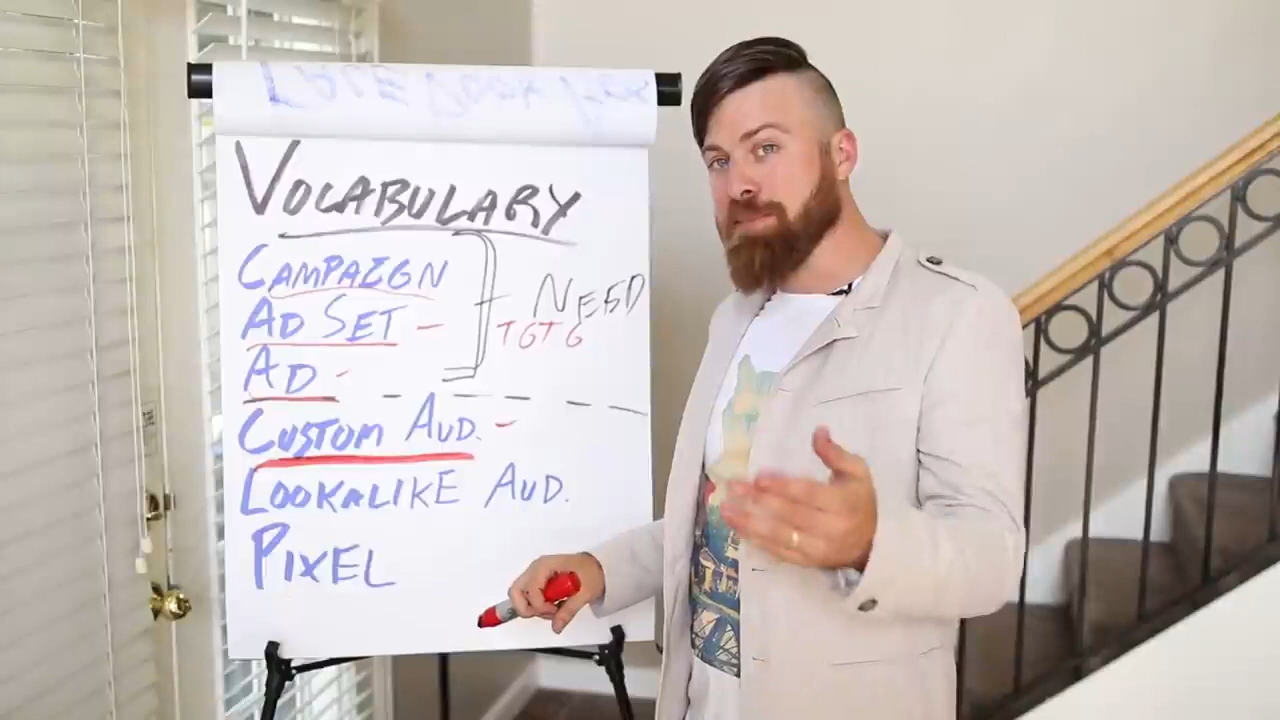 VOCABULARY
CAMPAIGN
NEED
AD SET -
TGTG
AD -
CUSTOM AUD. -
LOOKALIKE AUD.
PIXEL